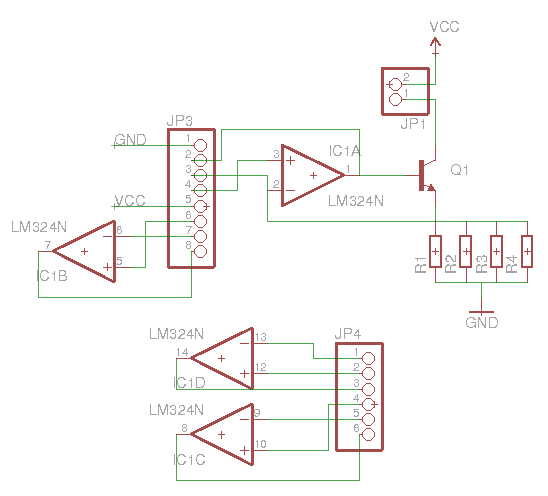 VCC
2
1
JP1
JP3
GND
1
2
3
4
VCC
5
6
7
8
3
2
IC1A
1
LM324N
Q1
LM324N
7
6
5
IC1B
R1
R2
R3
R4
GND
LM324N
14
13
12
IC1D
JP4
1
2
3
4
5
6
LM324N
8
9
10
IC1C